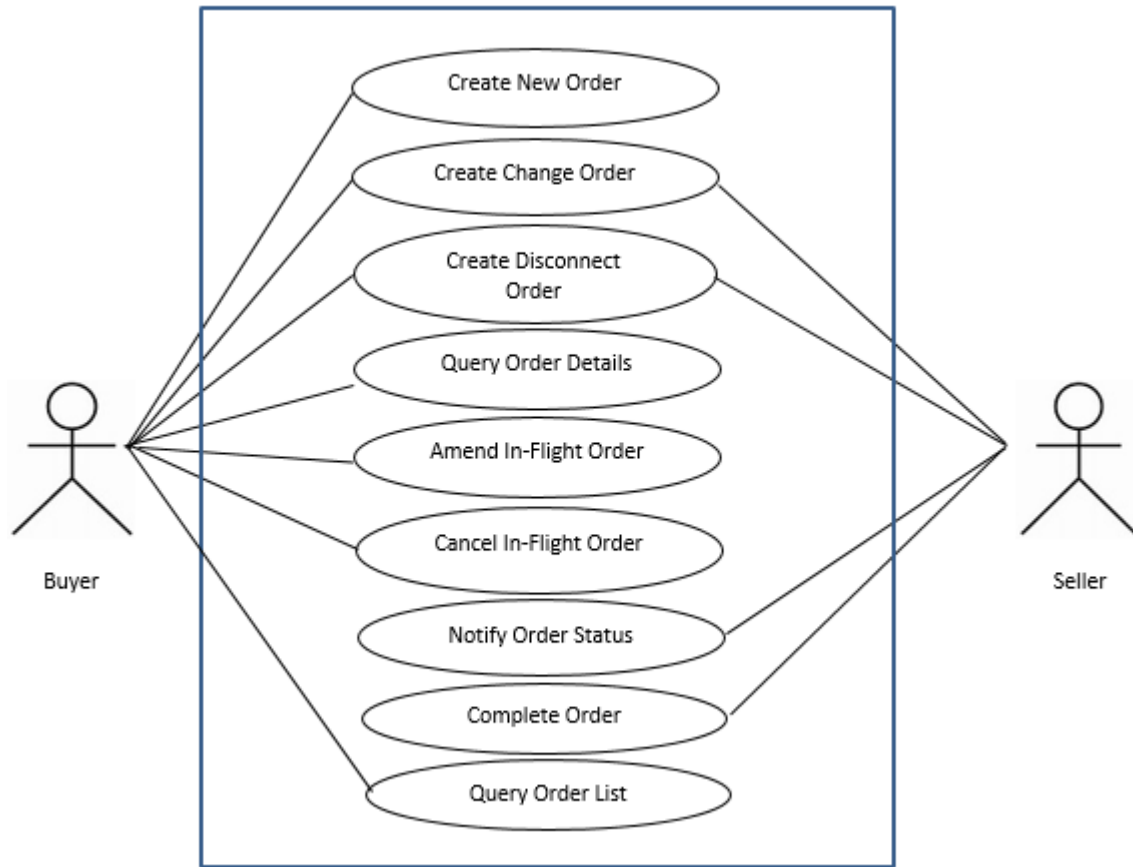 Create New Order
Create Change Order
Create Disconnect
Order
Query Order Details
Amend In-Flight Order
Cancel In-Flight Order
Buyer
Seller
Notify Order Status
Complete Order
Query Order List